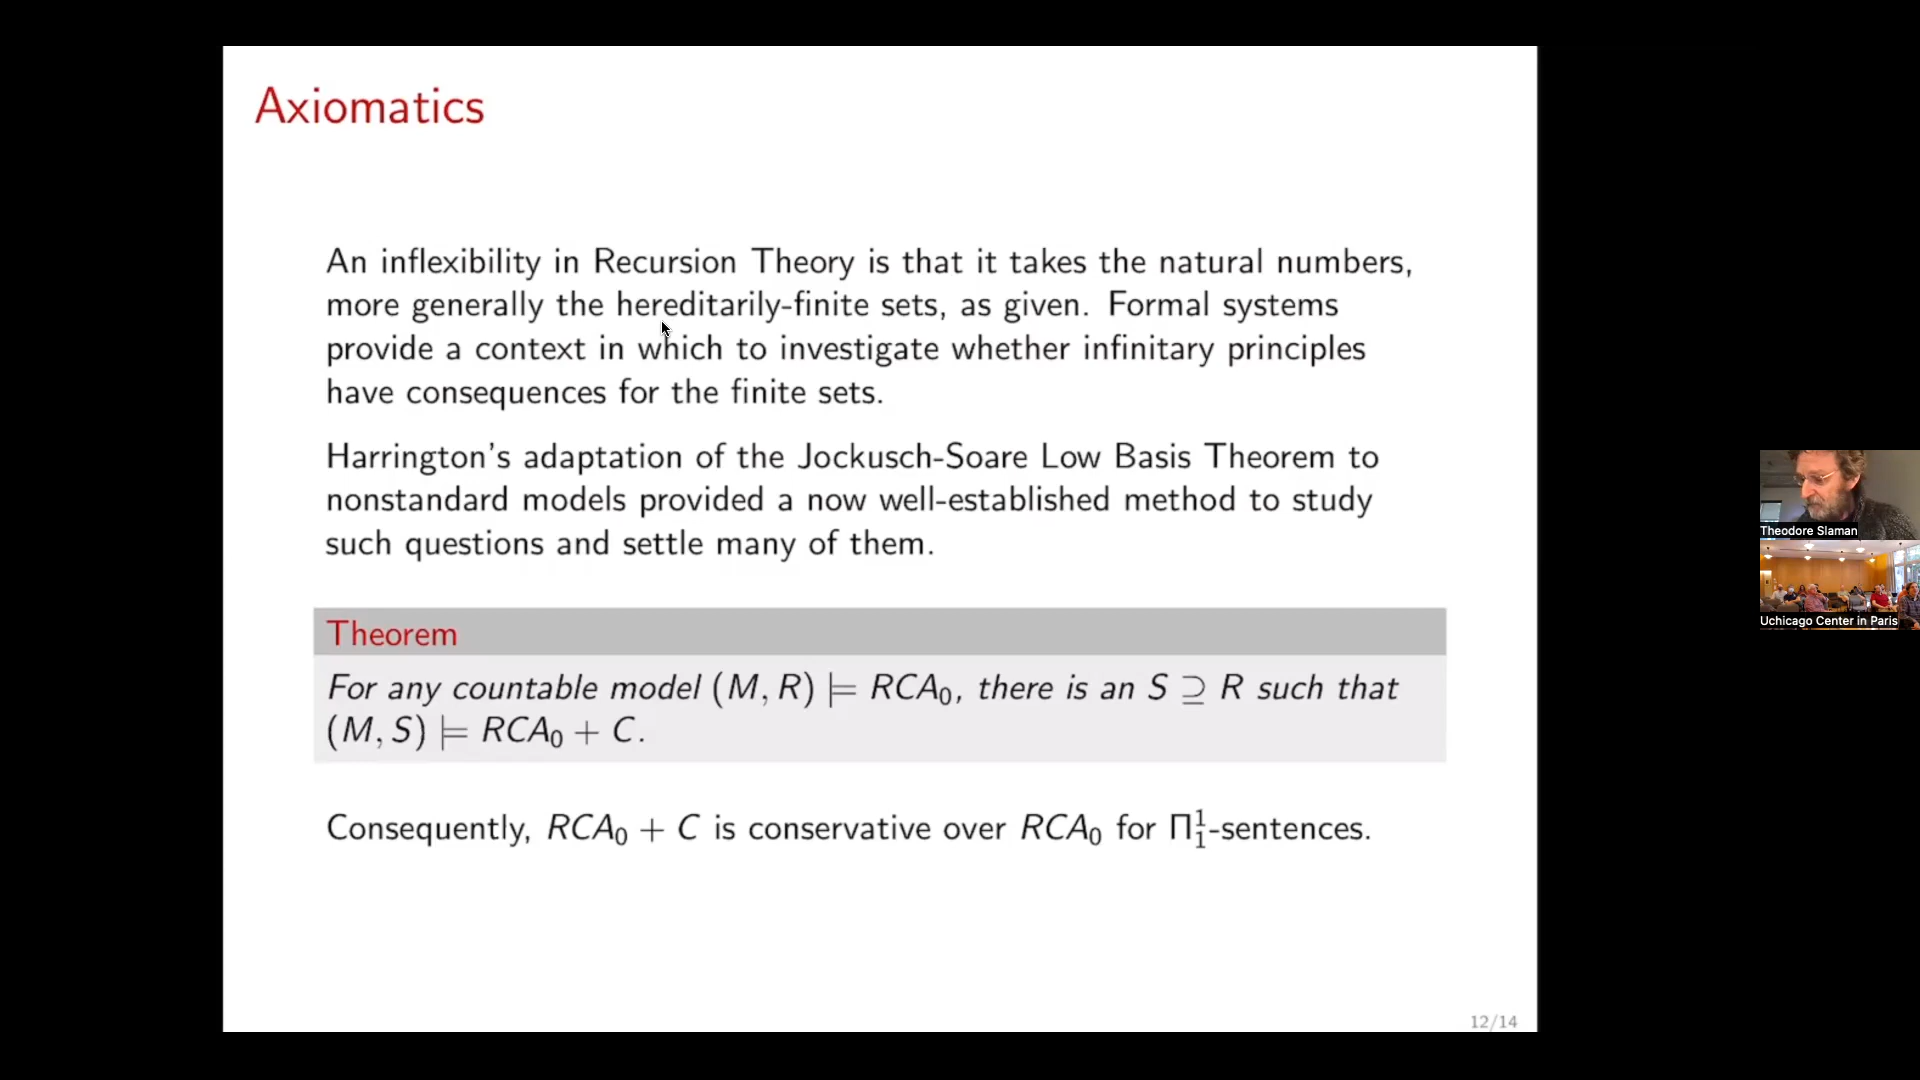 Axiomatics
An inflexibility in Recursion Theory is that it takes the natural numbers,
more generally the hereditarily-finite sets, as given. Formal systems
provide a context in which to investigate whether infinitary principles
have consequences for the finite sets.
Harrington's adaptation of the Jockusch-Soare Low Basis Theorem to
nonstandard models provided a now well-established method to study
such questions and settle many of them.
Theorem
For any countable model (M, R) ⊨ RCA₀, there is an S ⊇ R such that
(M, S) ⊨ RCA₀ + C.
Consequently, RCA₀ + C is conservative over RCA₀ for Π¹₁-sentences.
12/14
Theodore Slaman
Uchicago Center in Paris